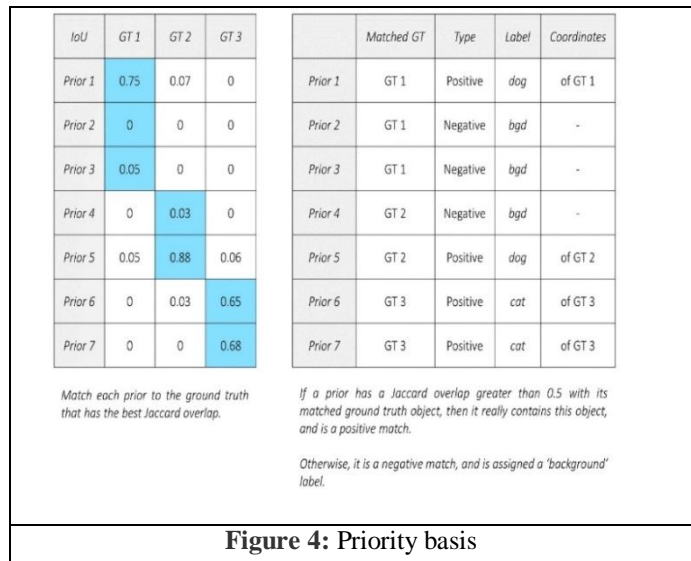 IoU GT 1 GT 2 GT 3
Prior 1 0.75 0.07 0
Prior 2 0 0 0
Prior 3 0.05 0 0
Prior 4 0 0.03 0
Prior 5 0.05 0.88 0.06
Prior 6 0 0.03 0.65
Prior 7 0 0 0.68
Match each prior to the ground truth
that has the best Jaccard overlap.
Matched GT Type Label Coordinates
Prior 1 GT 1 Positive dog of GT 1
Prior 2 GT 1 Negative bgd -
Prior 3 GT 1 Negative bgd -
Prior 4 GT 2 Negative bgd -
Prior 5 GT 2 Positive dog of GT 2
Prior 6 GT 3 Positive cat of GT 3
Prior 7 GT 3 Positive cat of GT 3
If a prior has a Jaccard overlap greater than 0.5 with its
matched ground truth object, then it really contains this object,
and is a positive match.
Otherwise, it is a negative match, and is assigned a ‘background’
label.
Figure 4: Priority basis